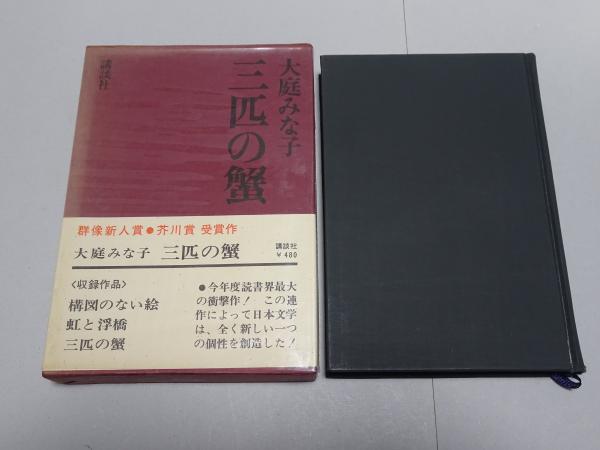 大庭みな子
三匹の蟹
講談社
群像新人賞●芥川賞 受賞作
大庭みな子 三匹の蟹
講談社
¥480
〈収録作品〉
構図のない絵
虹と浮橋
三匹の蟹
●今年度読書界最大
の衝撃作! この連
作によって日本文学
は、全く新しい一つ
の個性を創造した!